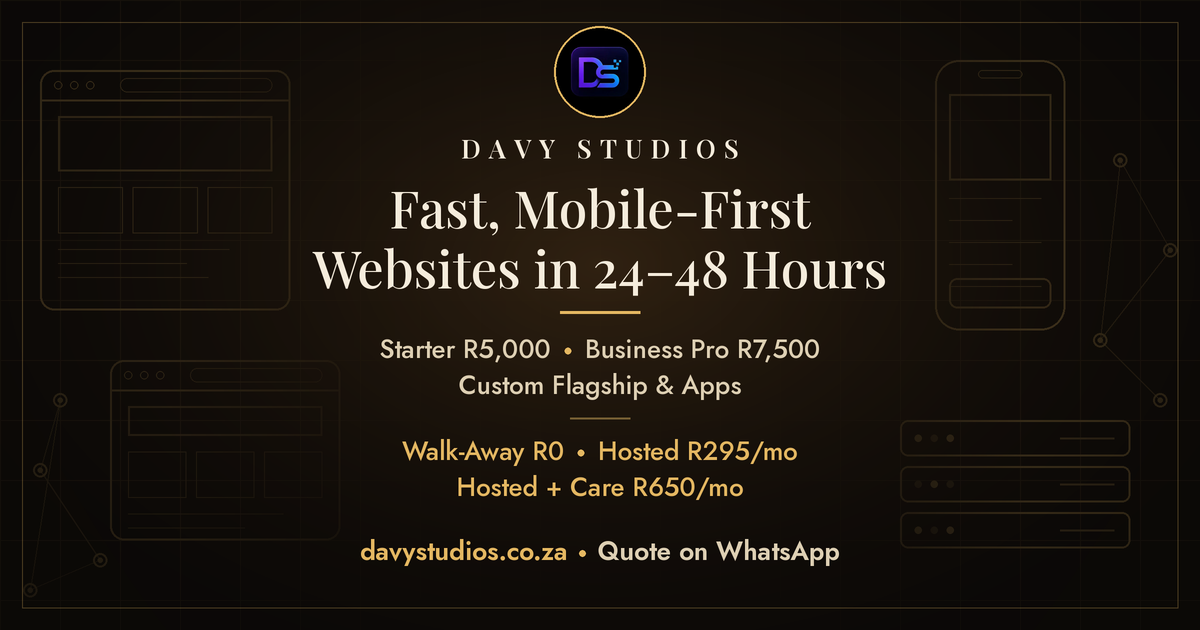 DS
DAVY STUDIOS
Fast, Mobile-First
Websites in 24–48 Hours
Starter R5,000 • Business Pro R7,500
Custom Flagship & Apps
Walk-Away R0 • Hosted R295/mo
Hosted + Care R650/mo
davystudios.co.za • Quote on WhatsApp